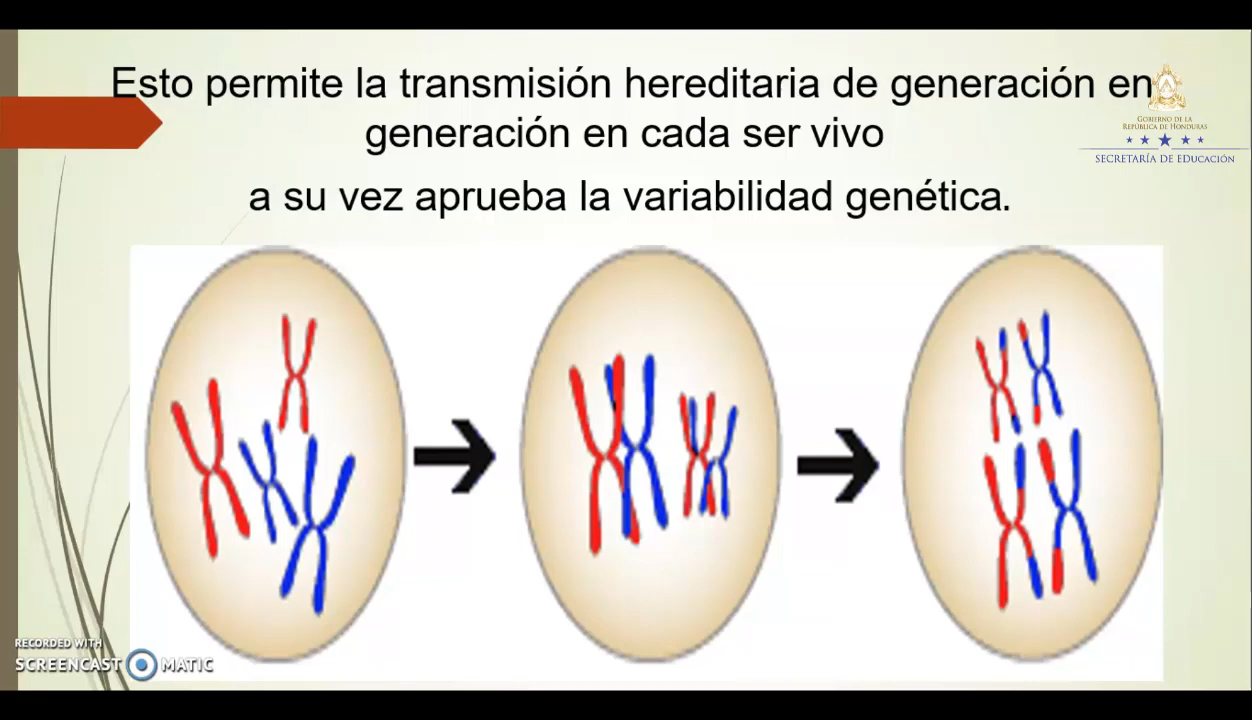 Esto permite la transmisión hereditaria de generación en
generación en cada ser vivo
a su vez aprueba la variabilidad genética.
GOBIERNO DE LA
REPÚBLICA DE HONDURAS
SECRETARÍA DE EDUCACIÓN
RECORDED WITH
SCREENCAST MATIC